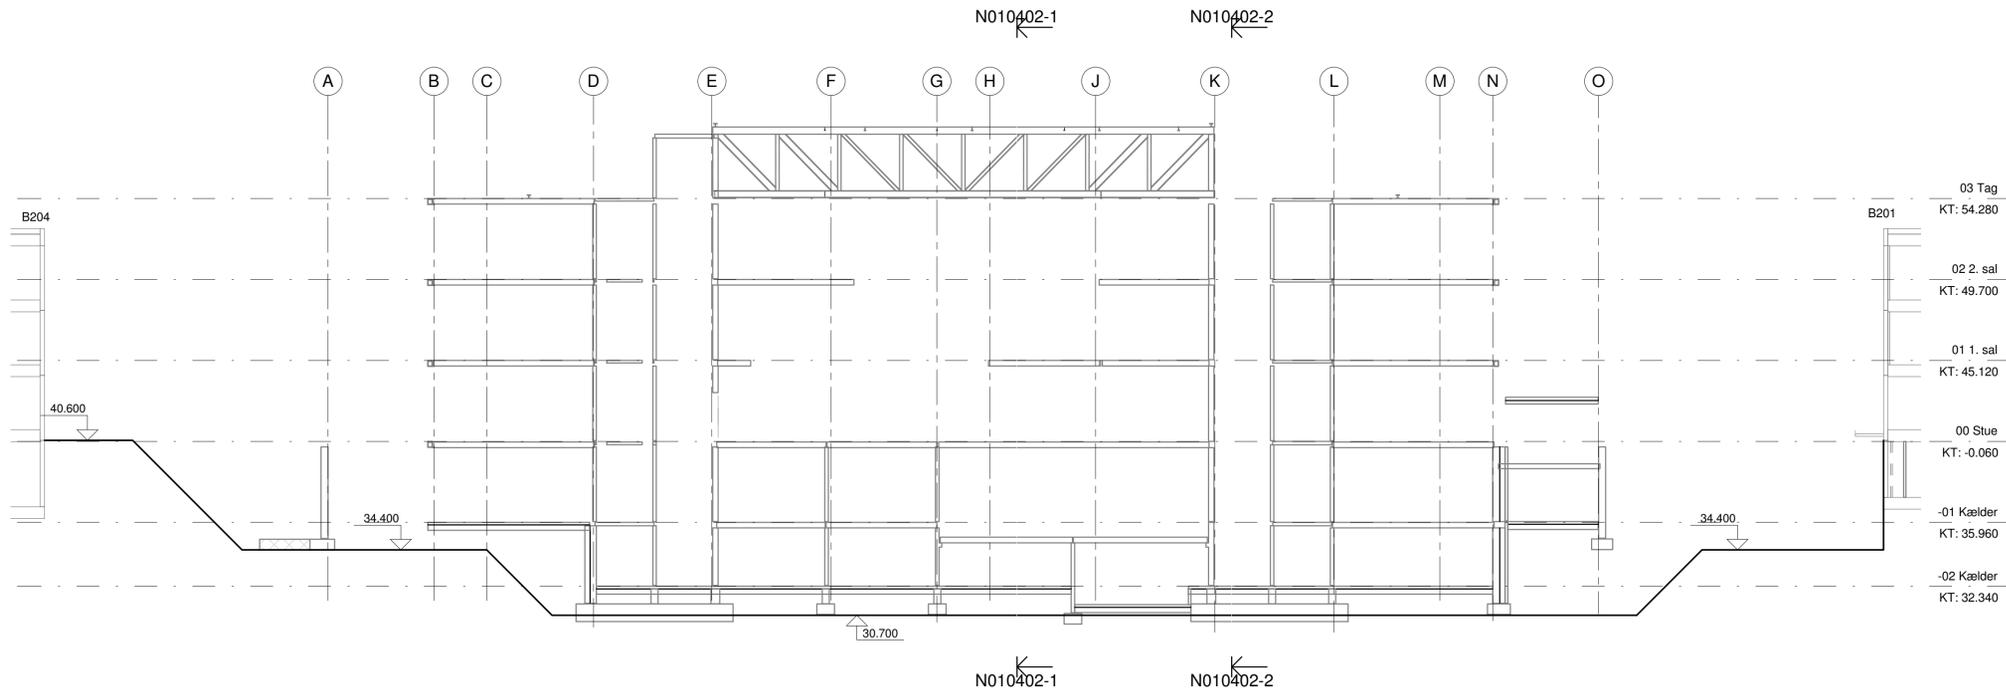 N010402-1 N010402-2
A B C D E F G H J K L M N O
03 Tag
KT: 54.280
B204
B201
02 2. sal
KT: 49.700
01 1. sal
KT: 45.120
40.600
00 Stue
KT: -0.060
34.400
34.400
-01 Kælder
KT: 35.960
-02 Kælder
KT: 32.340
30.700
N010402-1 N010402-2